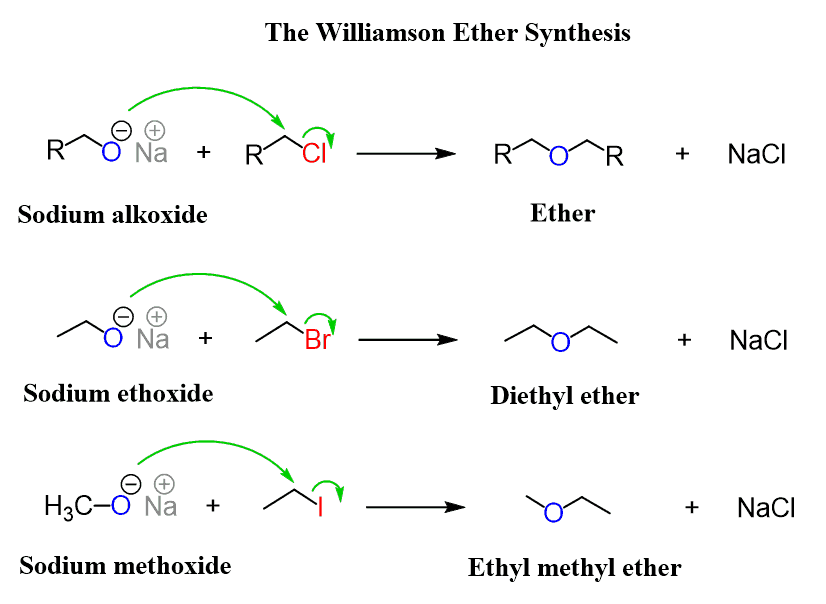 The Williamson Ether Synthesis
R O⊖ Na⊕ + R Cl R O R + NaCl
Sodium alkoxide Ether
O⊖ Na⊕ + Br O + NaCl
Sodium ethoxide Diethyl ether
H₃C–O⊖ Na⊕ + I O + NaCl
Sodium methoxide Ethyl methyl ether